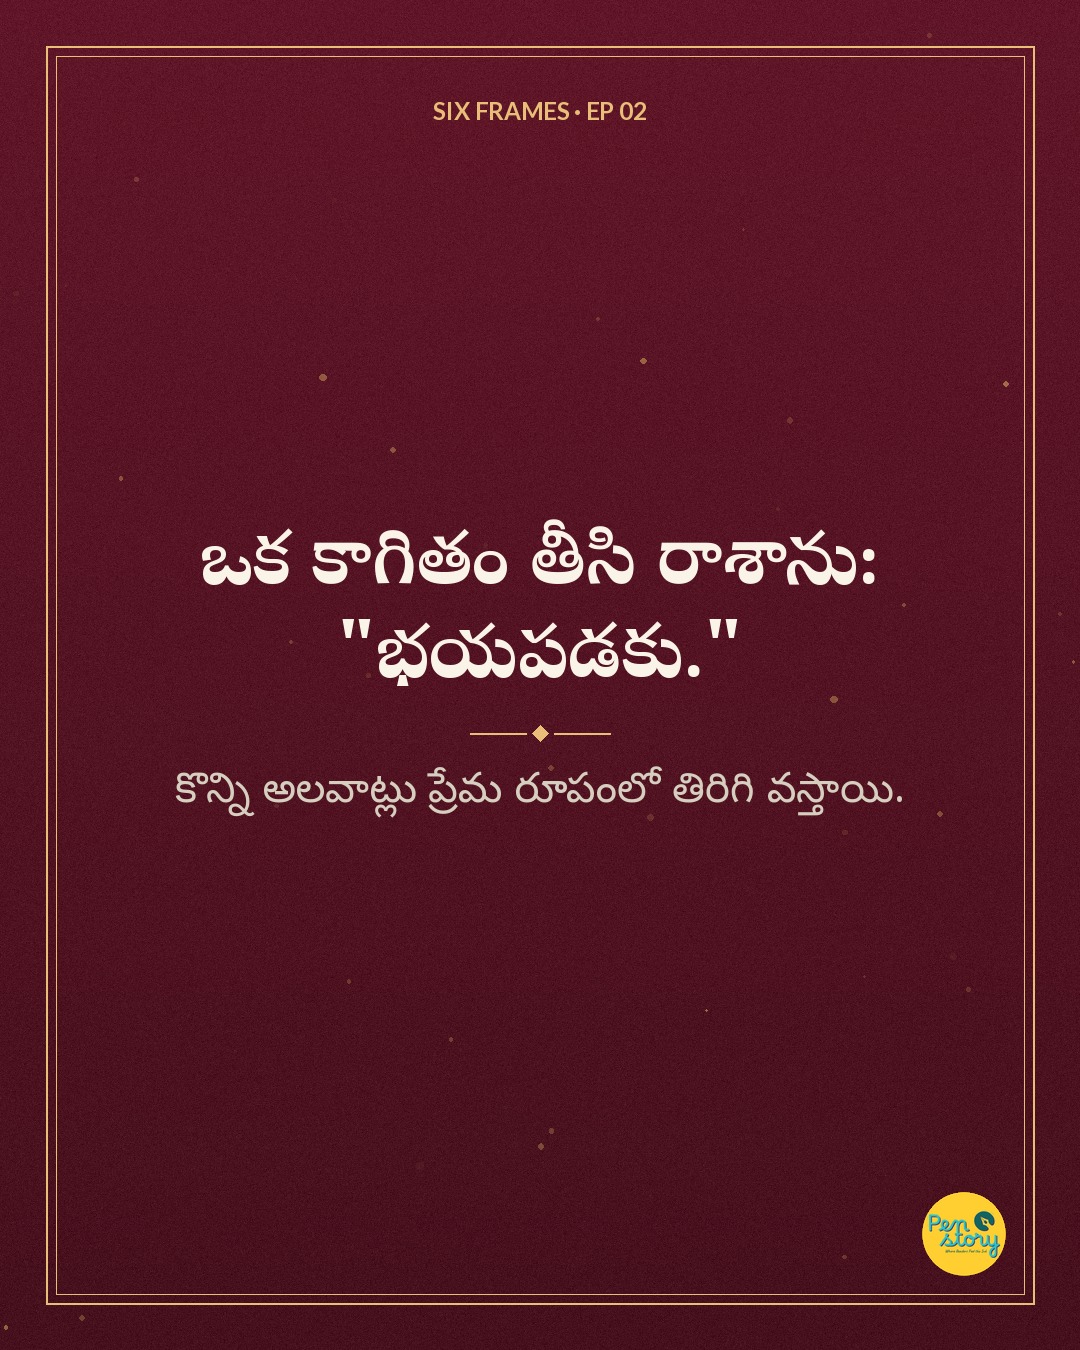 SIX FRAMES · EP 02
ఒక కాగితం తీసి రాశాను:
"భయపడకు."
కొన్ని అలవాట్లు ప్రేమ రూపంలో తిరిగి వస్తాయి.
Pen
story